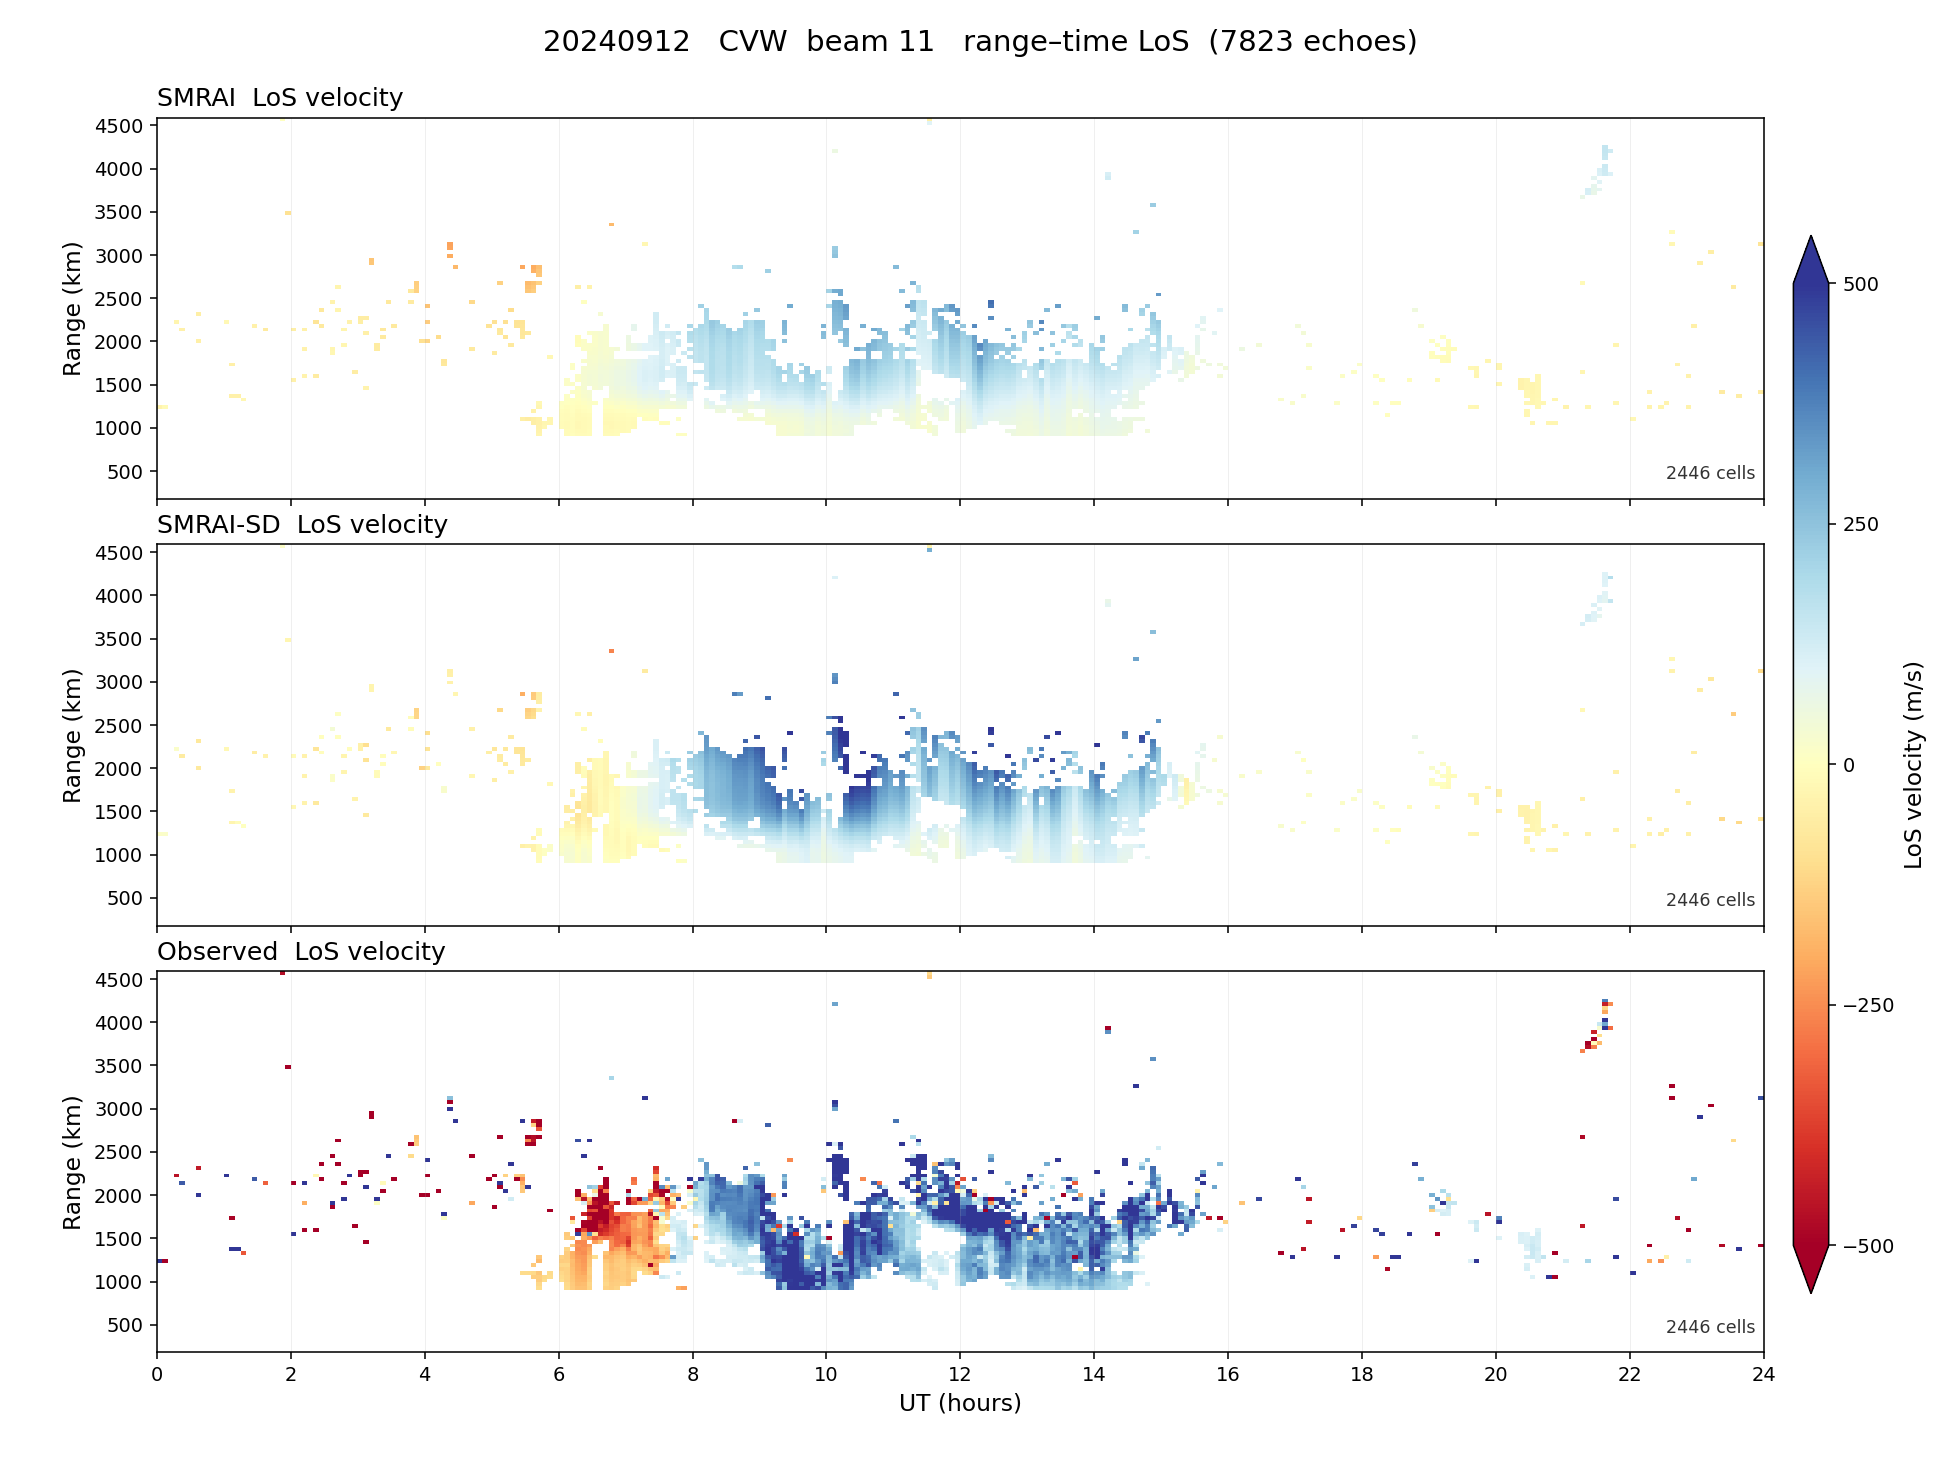 20240912   CVW  beam 11   range–time LoS  (7823 echoes)
SMRAI  LoS velocity
4500
4000
3500
3000
2500
2000
1500
1000
500
Range (km)
2446 cells
SMRAI-SD  LoS velocity
4500
4000
3500
3000
2500
2000
1500
1000
500
Range (km)
2446 cells
Observed  LoS velocity
4500
4000
3500
3000
2500
2000
1500
1000
500
Range (km)
2446 cells
0 2 4 6 8 10 12 14 16 18 20 22 24
UT (hours)
500
250
0
−250
−500
LoS velocity (m/s)